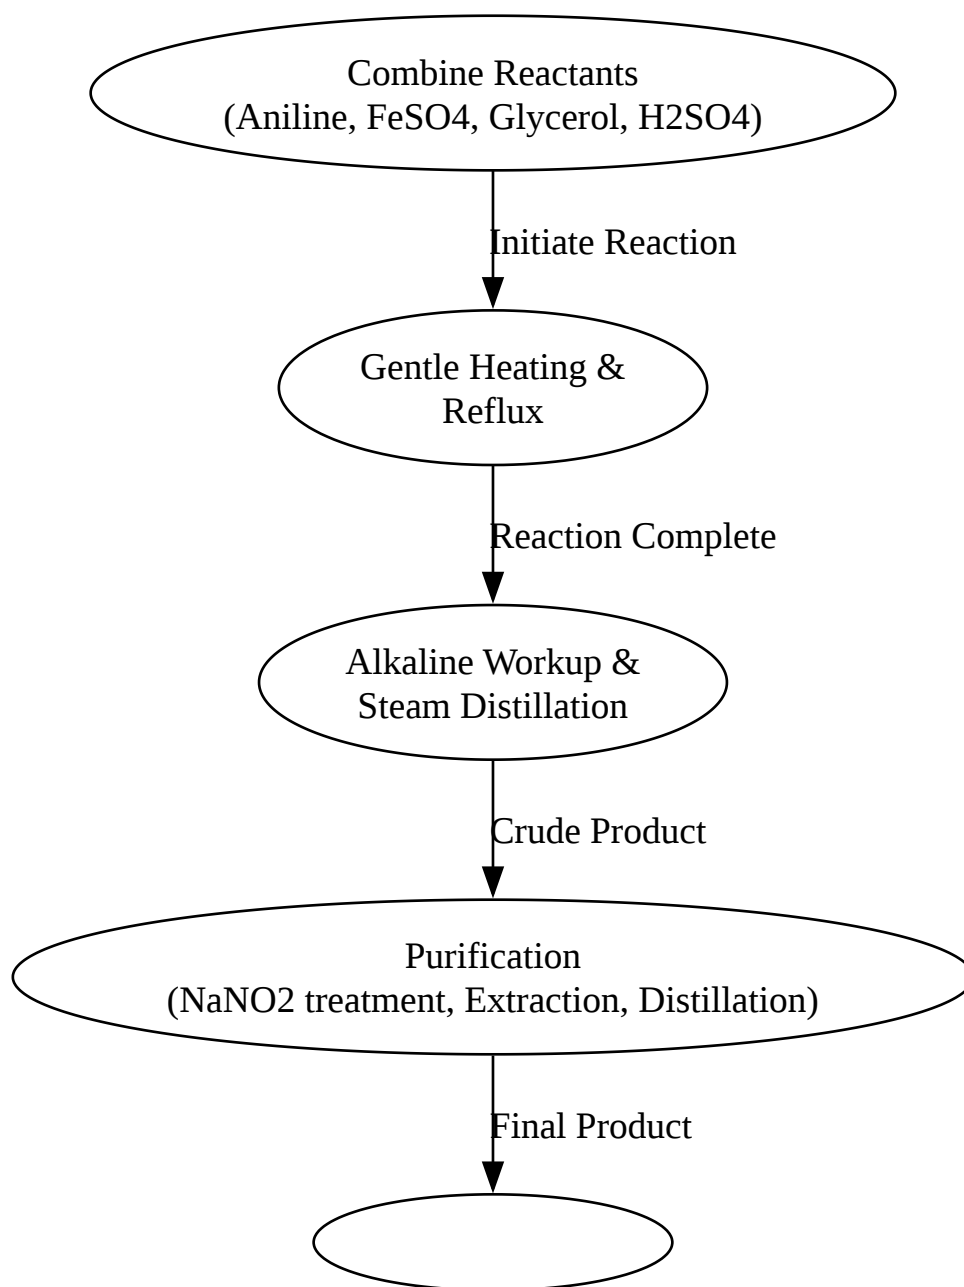 Combine Reactants
(Aniline, FeSO4, Glycerol, H2SO4)
Initiate Reaction
Gentle Heating &
Reflux
Reaction Complete
Alkaline Workup &
Steam Distillation
Crude Product
Purification
(NaNO2 treatment, Extraction, Distillation)
Final Product